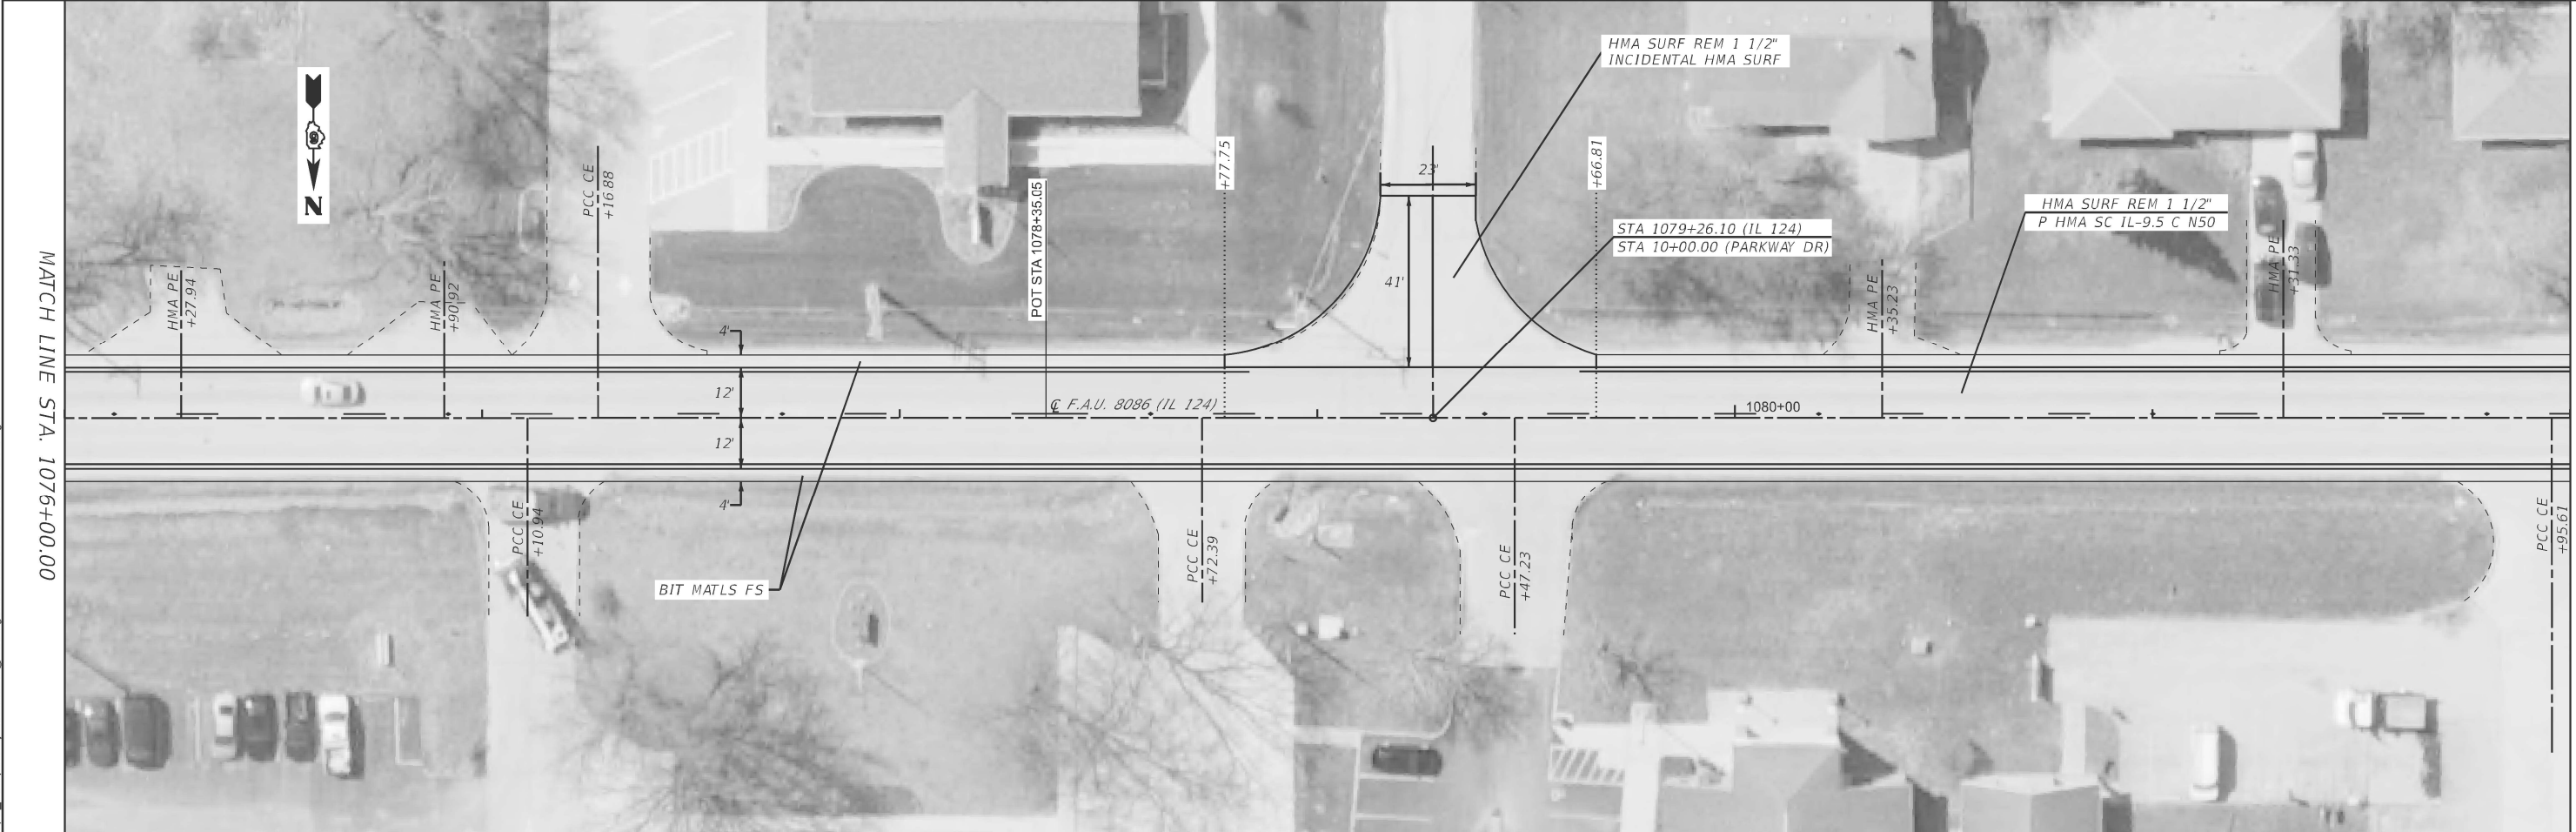 HMA SURF REM 1 1/2"
INCIDENTAL HMA SURF
N
PCC CE
+16.88
+77.75
23'
+66.81
POT STA 1078+35.05
HMA SURF REM 1 1/2"
P HMA SC IL-9.5 C N50
STA 1079+26.10 (IL 124)
STA 10+00.00 (PARKWAY DR)
MATCH LINE STA. 1076+00.00
HMA PE
+27.94
HMA PE
+90.92
41'
HMA PE
+35.23
HMA PE
+31.33
4'
12'
℄ F.A.U. 8086 (IL 124)
1080+00
12'
4'
PCC CE
+10.94
PCC CE
+72.39
PCC CE
+47.23
PCC CE
+95.61
BIT MATLS FS